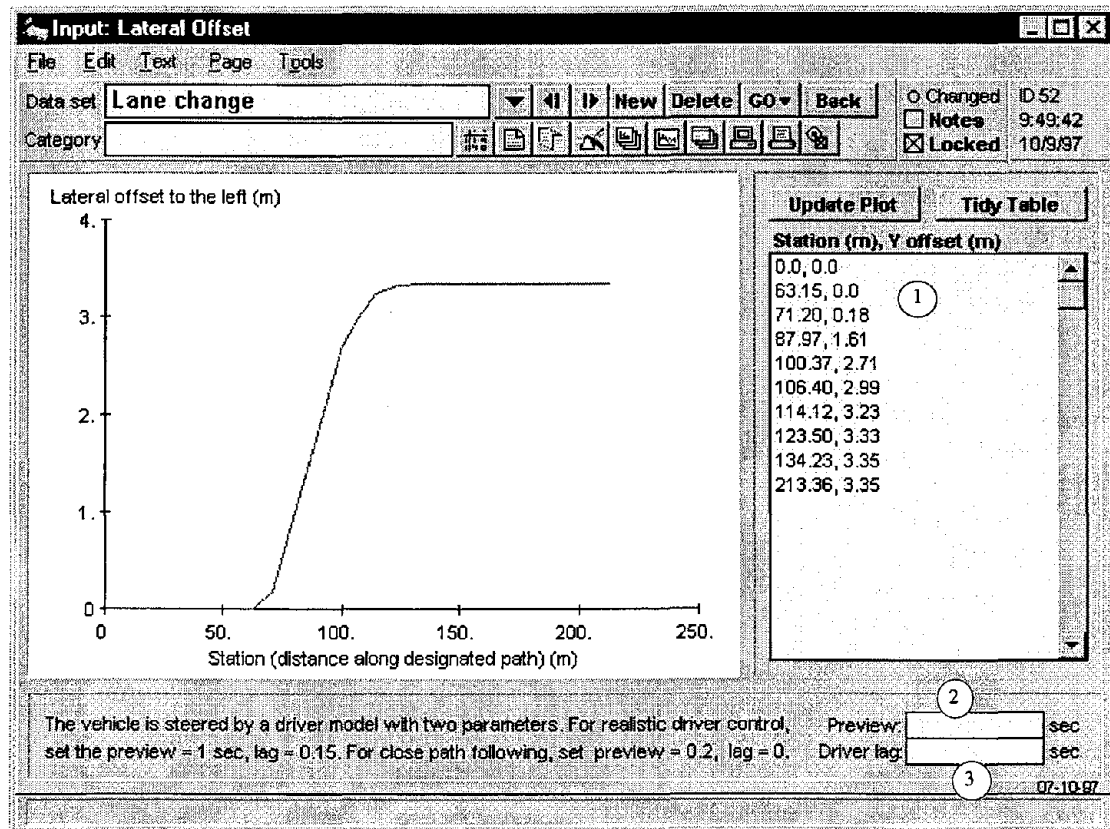 Input: Lateral Offset
File Edit Text Page Tools
Data set Lane change New Delete GO Back Changed ID 52
Notes 9:49:42
Category Locked 10/9/97
Lateral offset to the left (m)
4.
3.
2.
1.
0
0 50. 100. 150. 200. 250.
Station (distance along designated path) (m)
Update Plot Tidy Table
Station (m), Y offset (m)
0.0, 0.0
63.15, 0.0
71.20, 0.18
87.97, 1.61
100.37, 2.71
106.40, 2.99
114.12, 3.23
123.50, 3.33
134.23, 3.35
213.36, 3.35
1
The vehicle is steered by a driver model with two parameters. For realistic driver control,
set the preview = 1 sec, lag = 0.15. For close path following, set preview = 0.2, lag = 0.
2
Preview: sec
Driver lag: sec
3
07-10-97